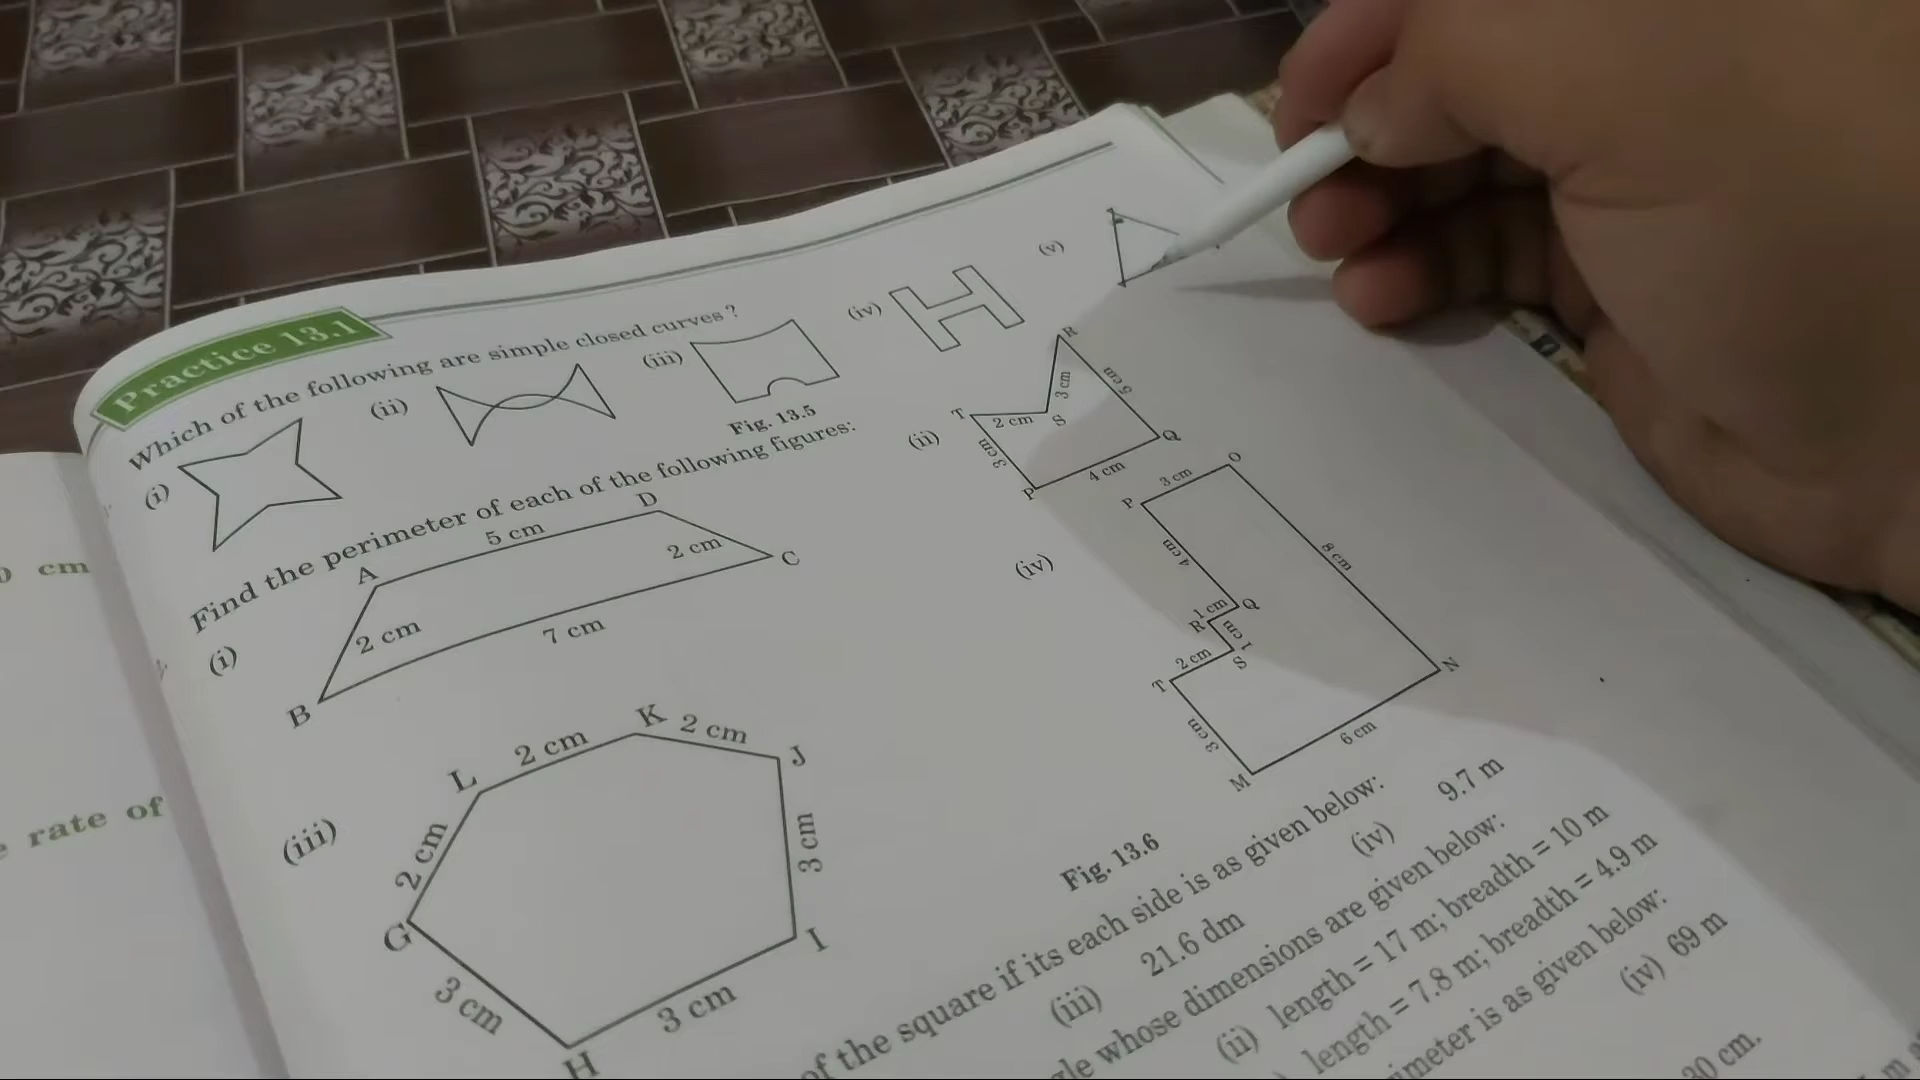 Practice 13.1
Which of the following are simple closed curves?
(i)
(ii)
(iii)
(iv)
(v)
Fig. 13.5
Find the perimeter of each of the following figures:
(i)
A
5 cm
D
2 cm
C
2 cm
7 cm
B
(ii)
R
3 cm
5 cm
T
2 cm
S
3 cm
Q
4 cm
P
(iii)
K
2 cm
2 cm
J
L
2 cm
3 cm
G
I
3 cm
3 cm
H
(iv)
O
3 cm
P
8 cm
4 cm
1 cm
Q
R
1 cm
2 cm
S
T
N
3 cm
6 cm
M
Fig. 13.6
of the square if its each side is as given below:
(iii) 21.6 dm (iv) 9.7 m
whose dimensions are given below:
(ii) length = 17 m; breadth = 10 m
length = 7.8 m; breadth = 4.9 m
is as given below:
(iv) 69 m
cm.
cm
rate of